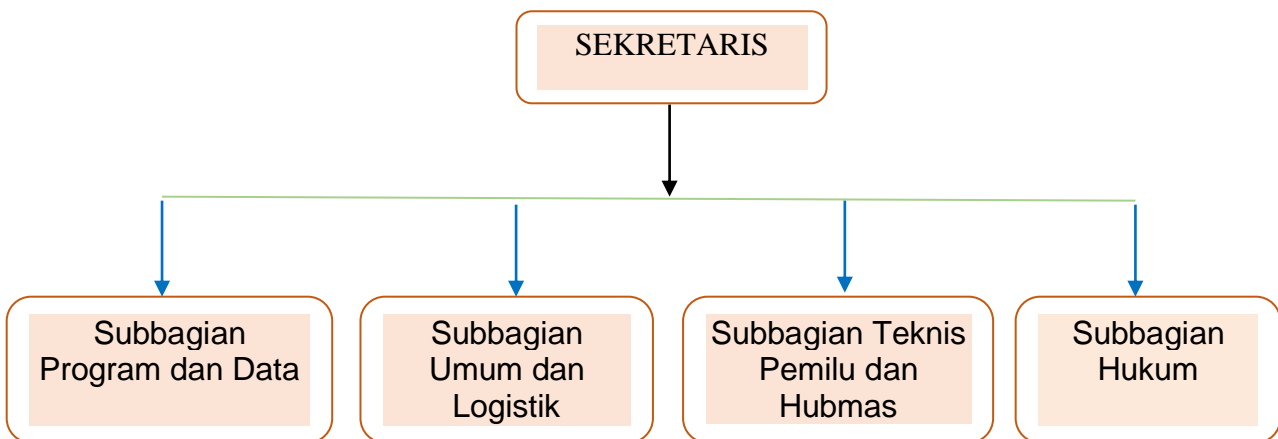 SEKRETARIS
Subbagian
Program dan Data
Subbagian
Umum dan
Logistik
Subbagian Teknis
Pemilu dan
Hubmas
Subbagian
Hukum